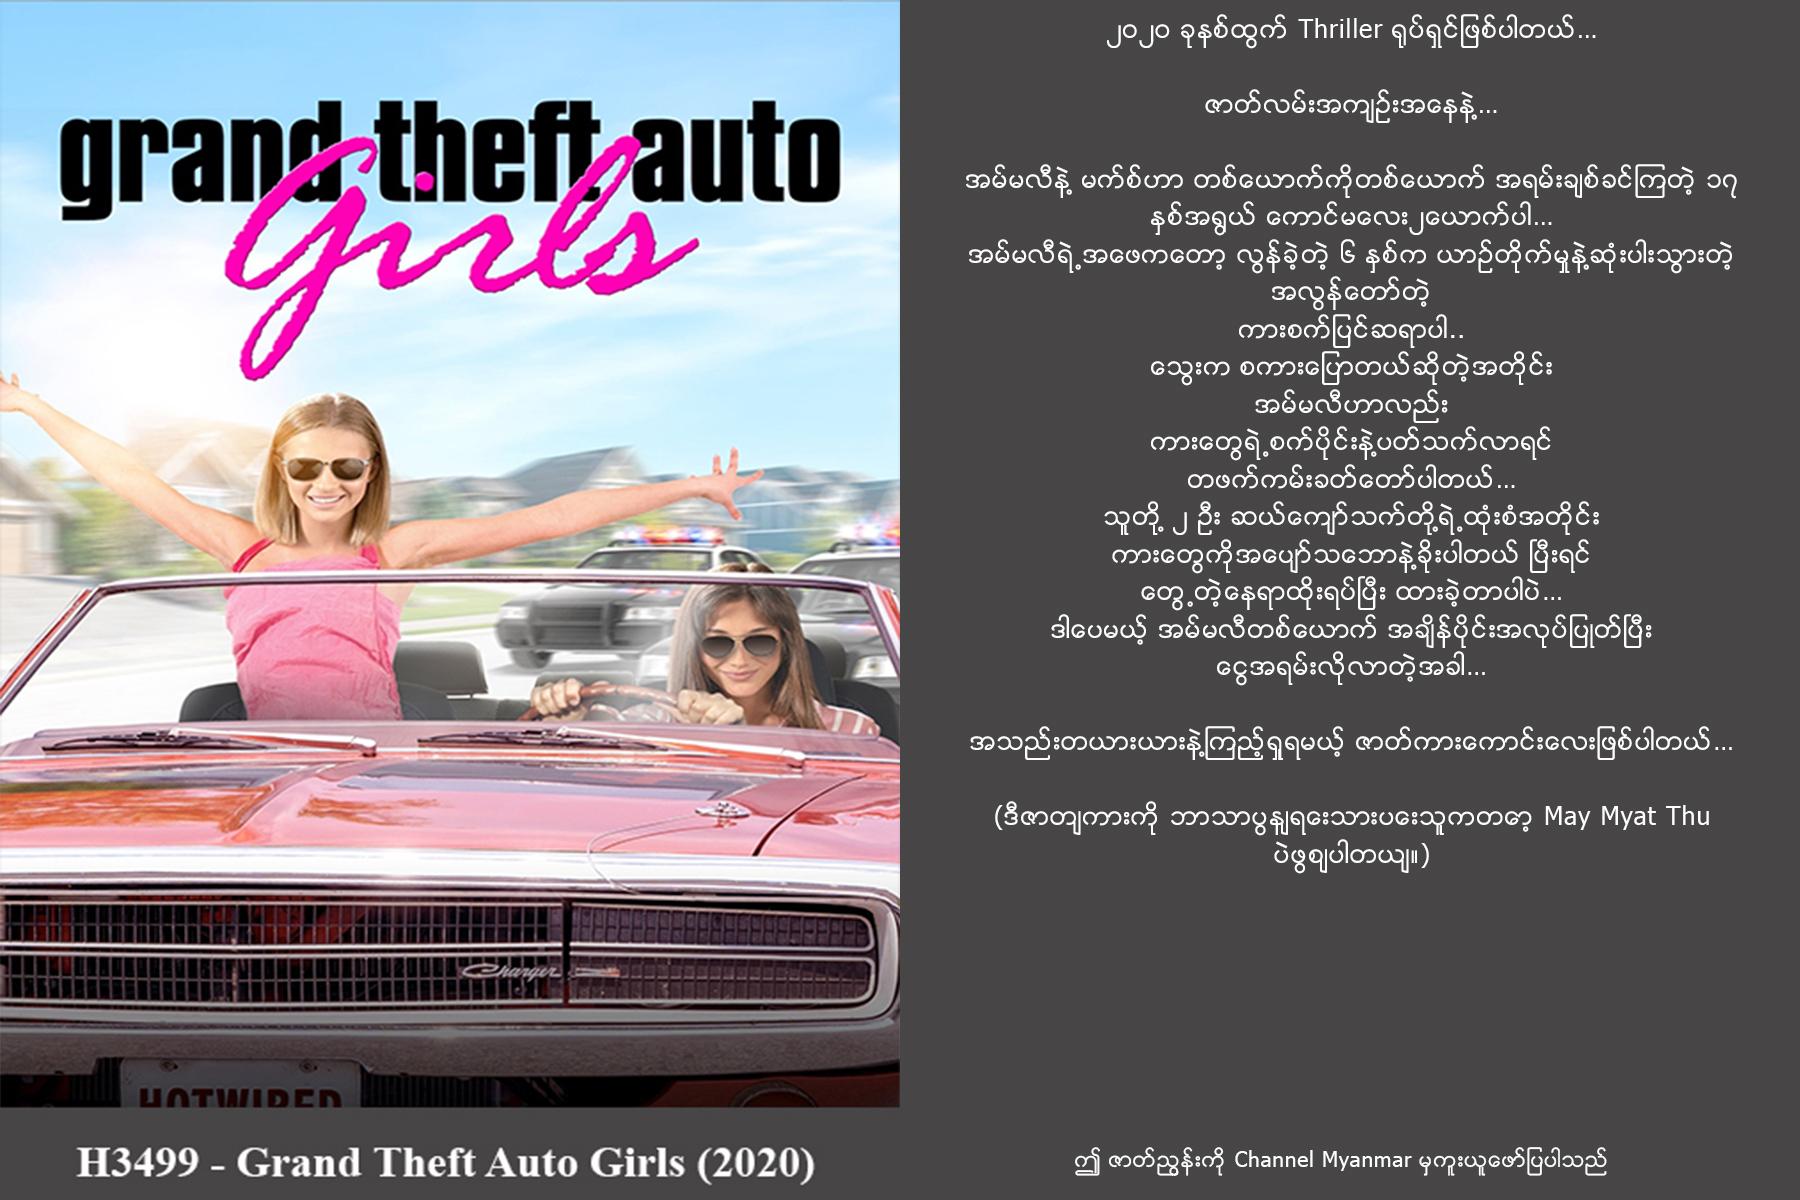 grand theft auto
Girls
Charger
HOTWIRED
H3499 - Grand Theft Auto Girls (2020)
၂၀၂၀ ခုနှစ်ထွက် Thriller ရုပ်ရှင်ဖြစ်ပါတယ်...
ဇာတ်လမ်းအကျဉ်းအနေနဲ့...
အမ်မလီနဲ့ မက်စ်ဟာ တစ်ယောက်ကိုတစ်ယောက် အရမ်းချစ်ခင်ကြတဲ့ ၁၇
နှစ်အရွယ် ကောင်မလေး၂ယောက်ပါ...
အမ်မလီရဲ့အဖေကတော့ လွန်ခဲ့တဲ့ ၆ နှစ်က ယာဉ်တိုက်မှုနဲ့ဆုံးပါးသွားတဲ့
အလွန်တော်တဲ့
ကားစက်ပြင်ဆရာပါ..
သွေးက စကားပြောတယ်ဆိုတဲ့အတိုင်း
အမ်မလီဟာလည်း
ကားတွေရဲ့စက်ပိုင်းနဲ့ပတ်သက်လာရင်
တဖက်ကမ်းခတ်တော်ပါတယ်...
သူတို့ ၂ ဦး ဆယ်ကျော်သက်တို့ရဲ့ထုံးစံအတိုင်း
ကားတွေကိုအပျော်သဘောနဲ့ခိုးပါတယ် ပြီးရင်
တွေ့တဲ့နေရာထိုးရပ်ပြီး ထားခဲ့တာပါပဲ...
ဒါပေမယ့် အမ်မလီတစ်ယောက် အချိန်ပိုင်းအလုပ်ပြုတ်ပြီး
ငွေအရမ်းလိုလာတဲ့အခါ...
အသည်းတယားယားနဲ့ကြည့်ရှုရမယ့် ဇာတ်ကားကောင်းလေးဖြစ်ပါတယ်...
(ဒီဇာတျကားကို ဘာသာပွနျရေးသားပေးသူကတော့ May Myat Thu
ပဲဖွစျပါတယျ။)
ဤ ဇာတ်ညွှန်းကို Channel Myanmar မှကူးယူဖော်ပြပါသည်